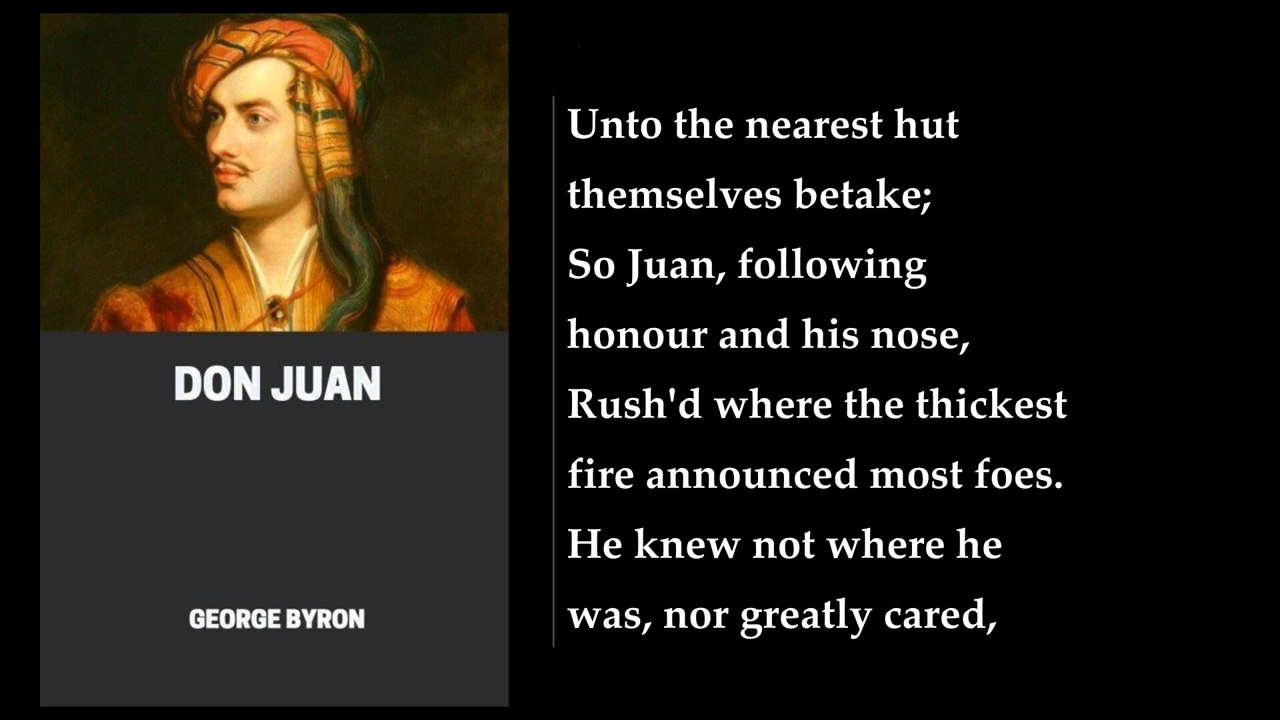 DON JUAN
GEORGE BYRON
Unto the nearest hut
themselves betake;
So Juan, following
honour and his nose,
Rush'd where the thickest
fire announced most foes.
He knew not where he
was, nor greatly cared,